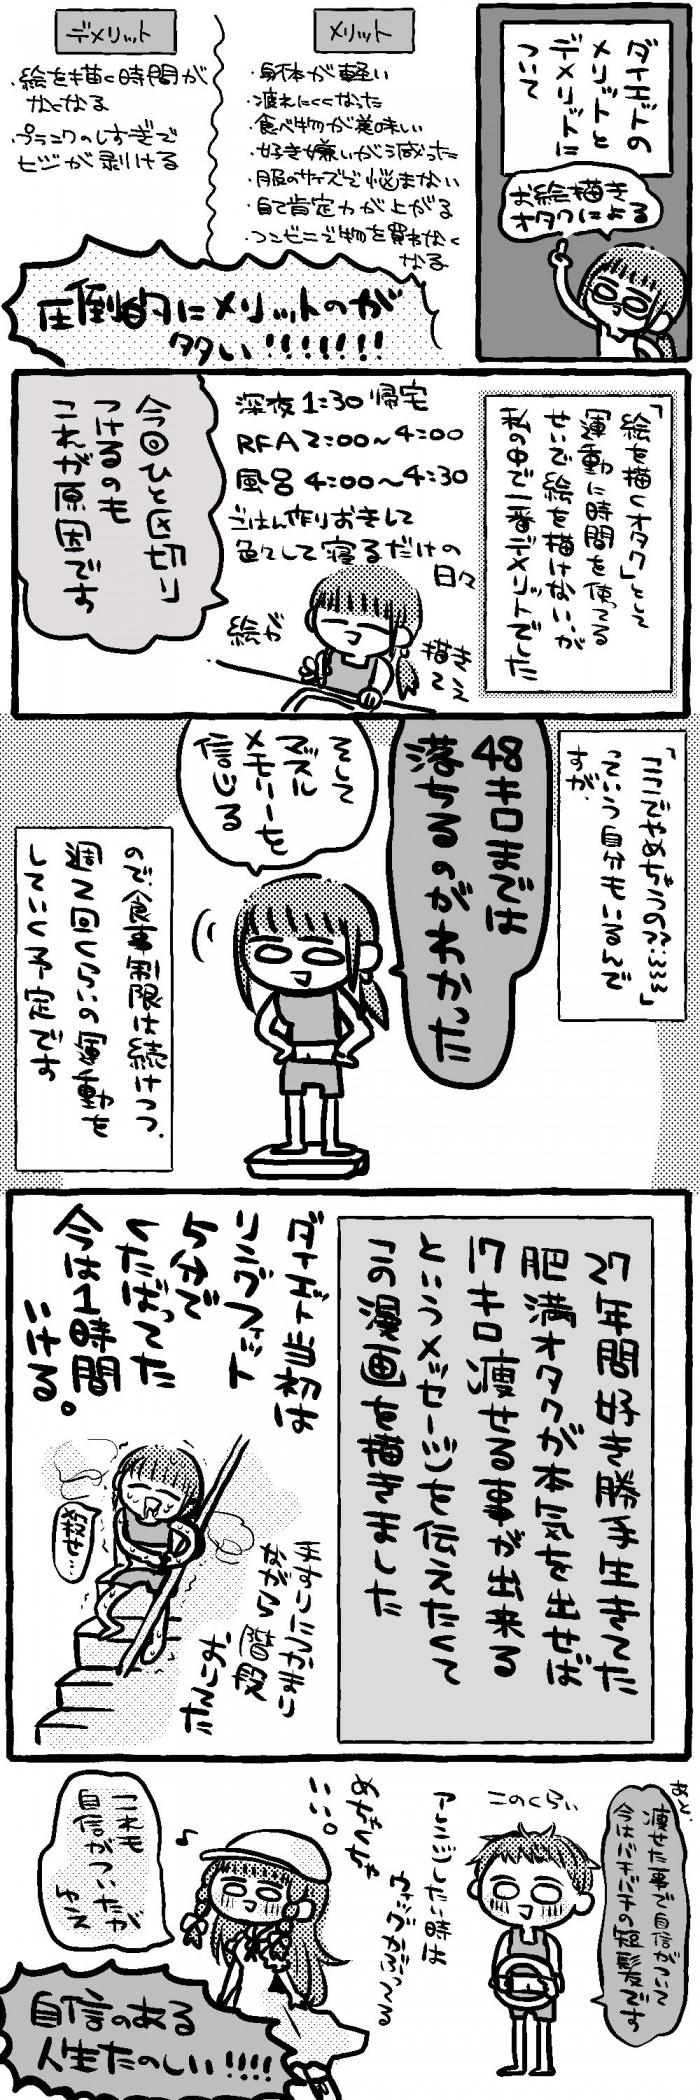 ダイエットの
メリットと
デメリットに
ついて
お絵描き
オタクによる
メリット
・身体が軽い
・疲れにくくなった
・食べ物が美味しい
・好き嫌いが減った
・服のサイズで悩まない
・自己肯定力が上がる
・コンビニで物を買わなく
なる
デメリット
・絵を描く時間が
なくなる
・プランクのしすぎで
ヒジが剥ける
圧倒的にメリットのが
タタい!!!!!!!
「絵を描くオタク」として
運動に時間を使てる
せいで絵を描けない、が
私の中で一番デメリットでした
深夜1:30帰宅
RFA2:00〜4:00
風呂4:00〜4:30
ごはん作りおきして
色々して寝るだけの
日々
絵が
描き
てぇ
今回ひと区切り
つけるのも
これが原因です
「ここでやめぢゃうの??:〰〰」
っていう自分もいるんで
すが、
48キロまでは
落ちるのがわかった
そして
マッスル
メモリーを
信じる
ので、食事制限は続けつつ、
週2回くらいの運動を
していく予定です
27年間好き勝手生きてた
肥満オタクが本気を出せば
17キロ痩せる事が出来る
というメッセージを伝えたくて
この漫画を描きました
ダイエット当初は
リングフィット
5分で
くたばってた
今は1時間
いける。
殺せ…
手すりにつかまり
ながら階段
おりてた
あと、
痩せた事で自信がついて
今はバチバチの短髪です
このくらい
アレンジしたい時は
ウィッグかぶってる
めちゃくちゃ
いい。
♪
これも
自信がついたが
ゆえ
自信のある
人生たのしい!!!!